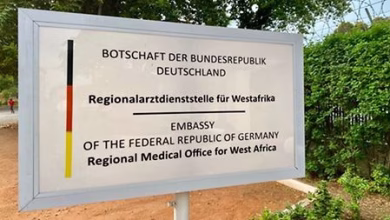 BOTSCHAFT DER BUNDESREPUBLIK
DEUTSCHLAND
Regionalarztdienststelle für Westafrika
EMBASSY
OF THE FEDERAL REPUBLIC OF GERMANY
Regional Medical Office for West Africa